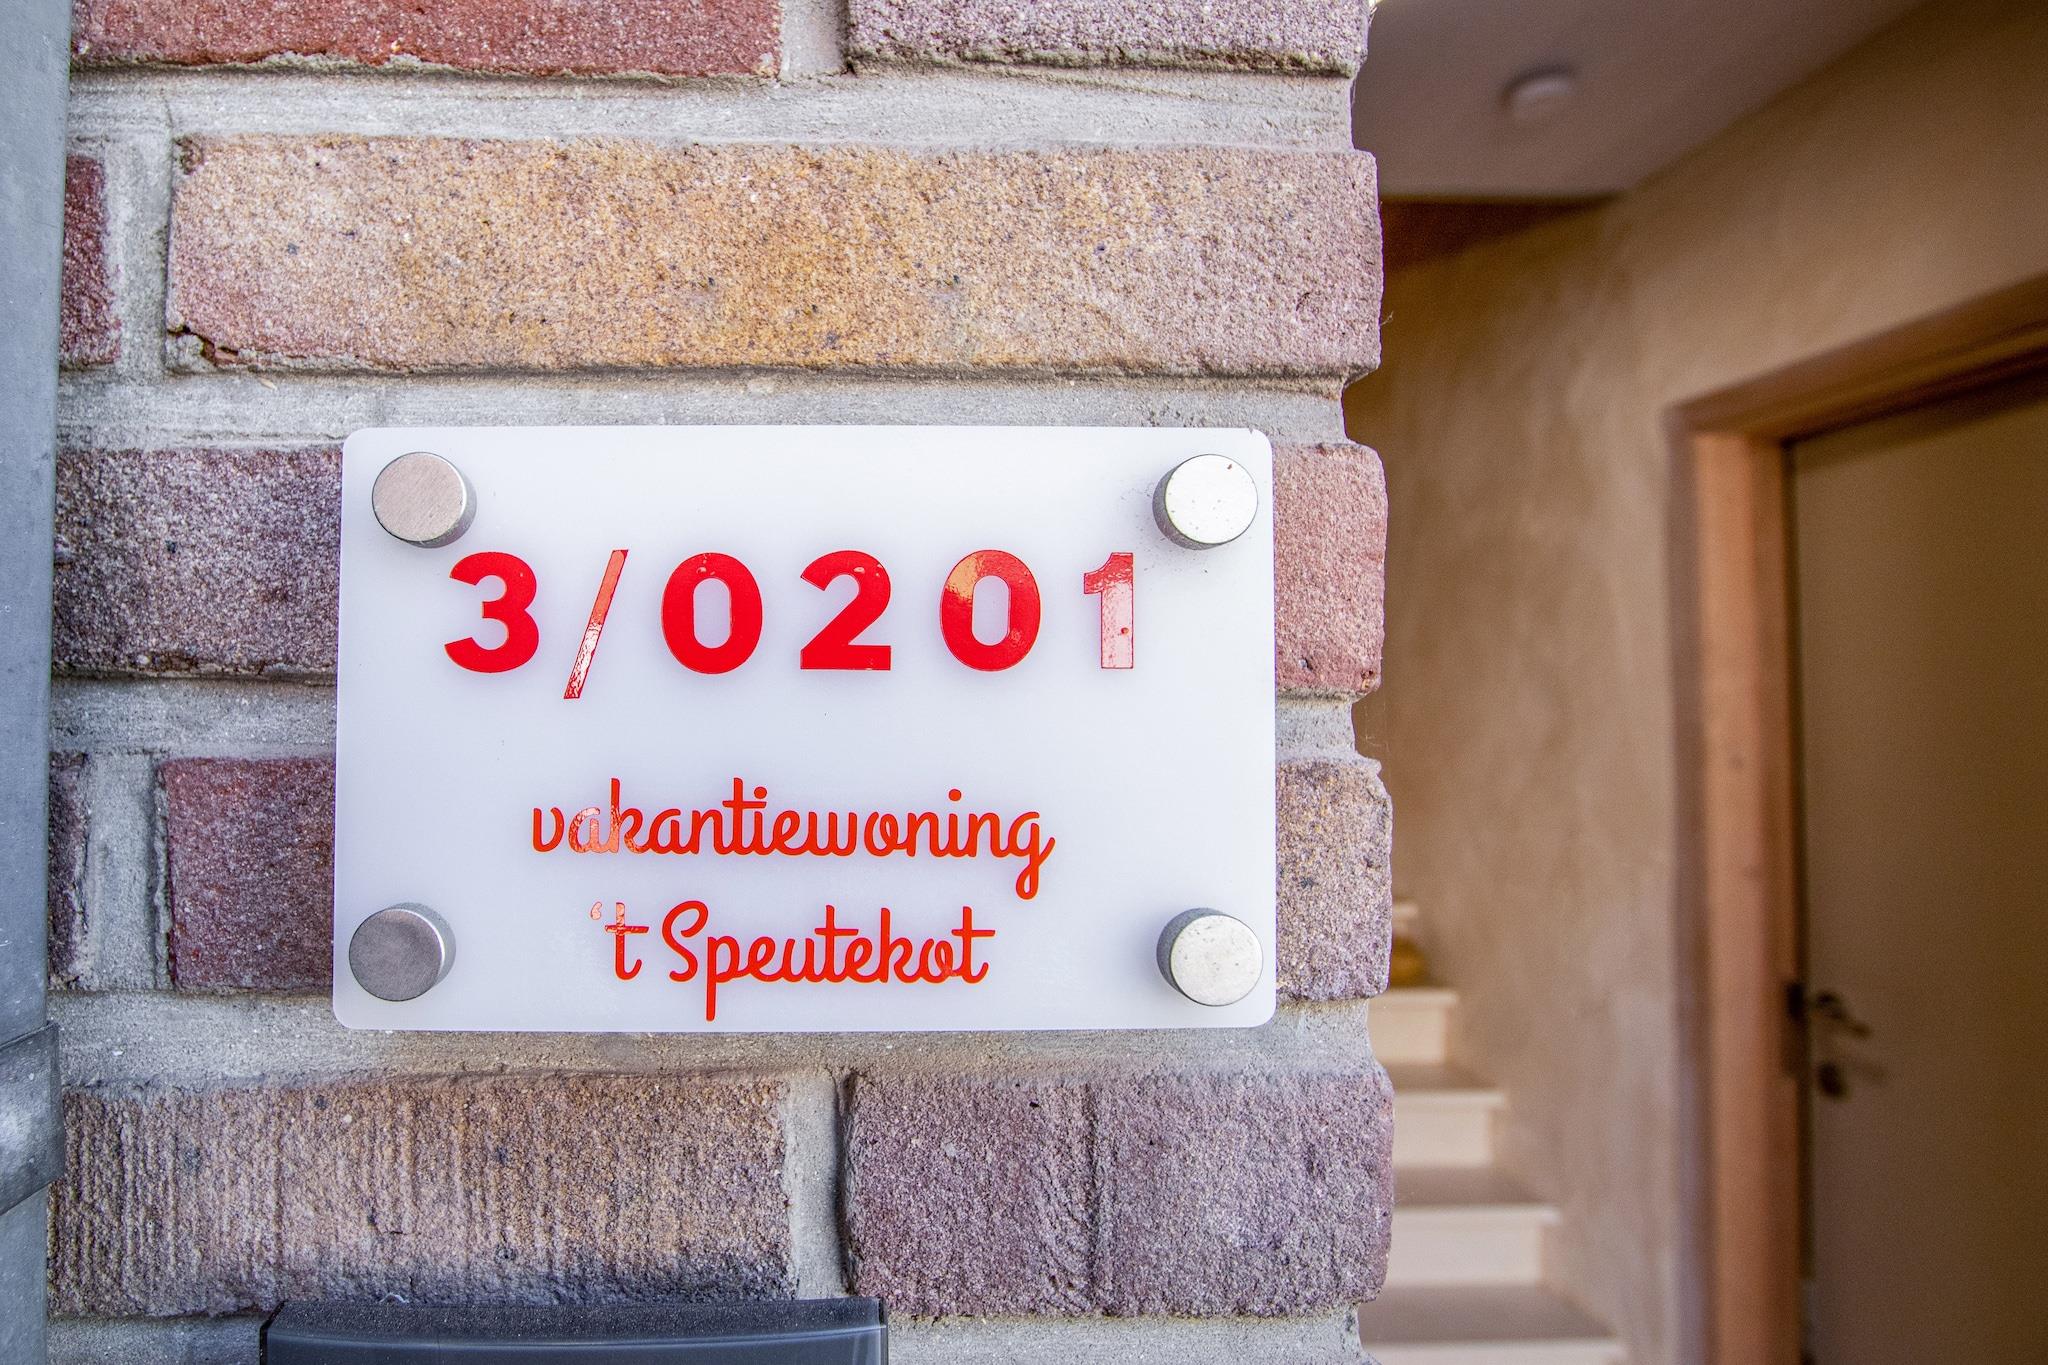 3/0201
vakantiewoning
‘t Speutekot